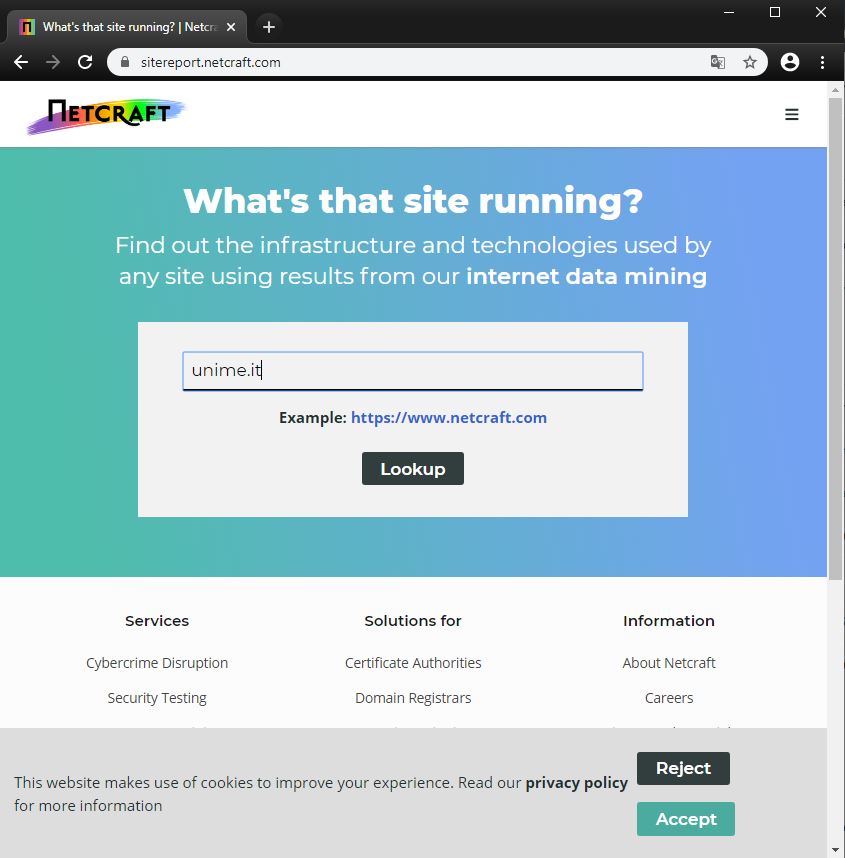 What's that site running? | Netcra
sitereport.netcraft.com
NETCRAFT
What's that site running?
Find out the infrastructure and technologies used by
any site using results from our internet data mining
unime.it
Example: https://www.netcraft.com
Lookup
Services
Solutions for
Information
Cybercrime Disruption
Certificate Authorities
About Netcraft
Security Testing
Domain Registrars
Careers
This website makes use of cookies to improve your experience. Read our privacy policy
for more information
Reject
Accept